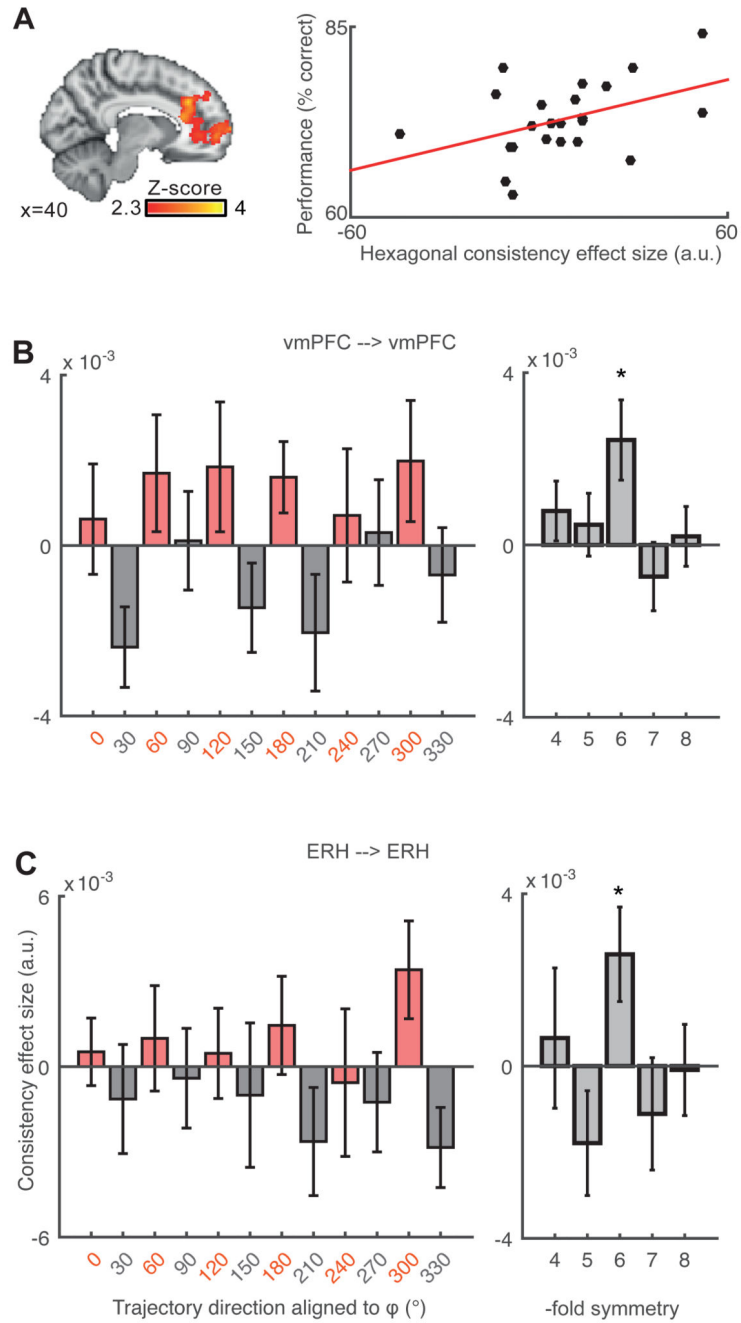 A
Z-score
x=40
2.3
4
85
Performance (% correct)
60
-60
60
Hexagonal consistency effect size (a.u.)
B
vmPFC --> vmPFC
x 10-3
4
0
-4
0 30 60 90 120 150 180 210 240 270 300 330
x 10-3
4
*
0
-4
4 5 6 7 8
C
ERH --> ERH
x 10-3
6
Consistency effect size (a.u.)
0
-6
0 30 60 90 120 150 180 210 240 270 300 330
Trajectory direction aligned to φ (°)
x 10-3
4
*
0
-4
4 5 6 7 8
-fold symmetry